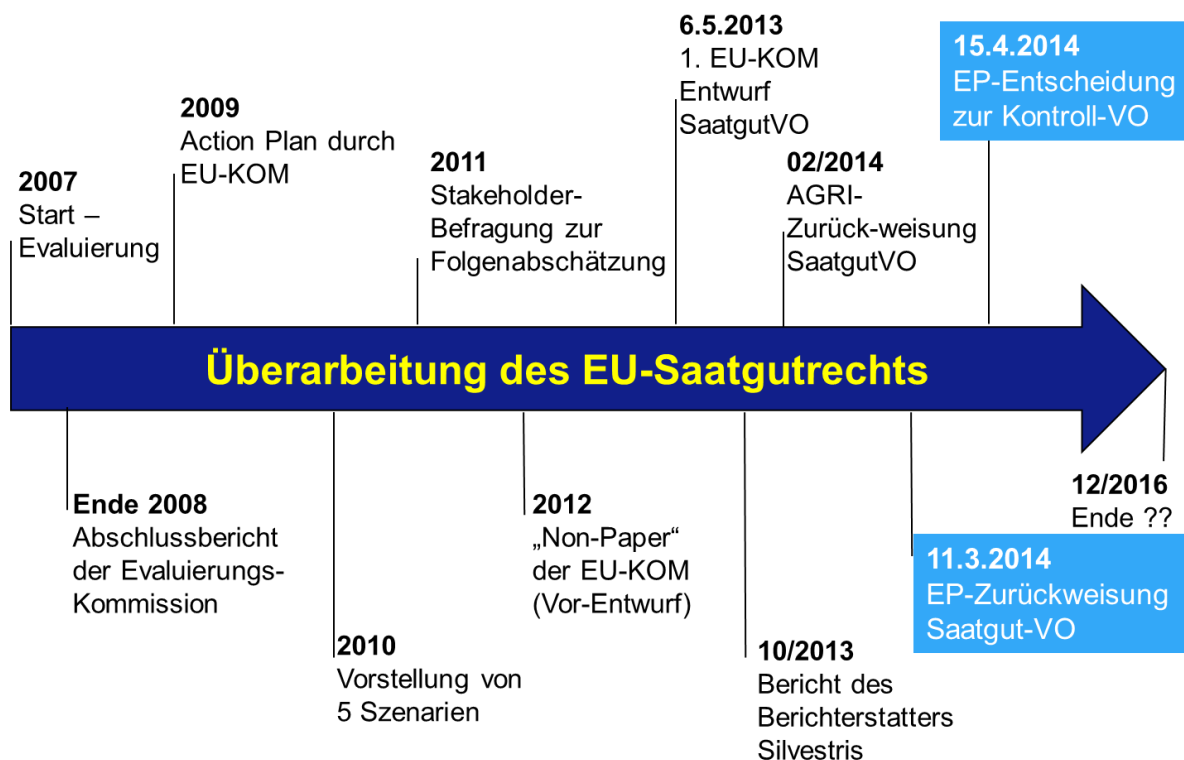 6.5.2013
1. EU-KOM
Entwurf
SaatgutVO
15.4.2014
EP-Entscheidung
zur Kontroll-VO
2009
Action Plan durch
EU-KOM
2011
Stakeholder-
Befragung zur
Folgenabschätzung
02/2014
AGRI-
Zurück-weisung
SaatgutVO
2007
Start –
Evaluierung
Überarbeitung des EU-Saatgutrechts
Ende 2008
Abschlussbericht
der Evaluierungs-
Kommission
2010
Vorstellung von
5 Szenarien
2012
„Non-Paper“
der EU-KOM
(Vor-Entwurf)
10/2013
Bericht des
Berichterstatters
Silvestris
11.3.2014
EP-Zurückweisung
Saatgut-VO
12/2016
Ende ??